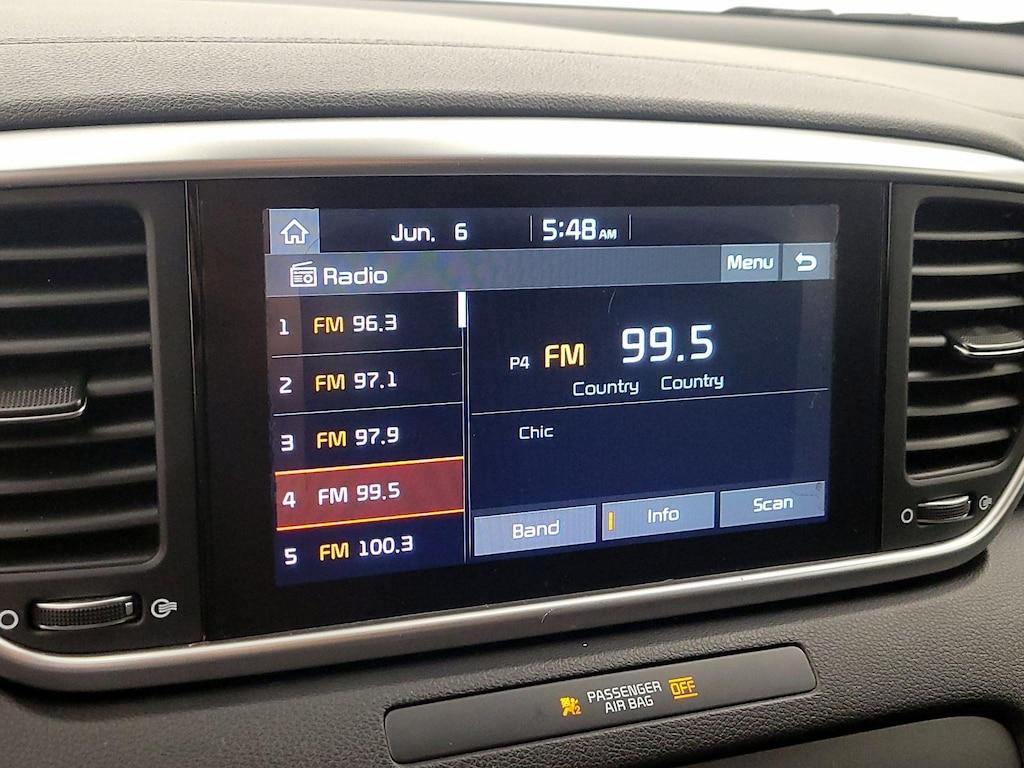 Jun. 6 5:48 AM
Radio Menu
1 FM 96.3
2 FM 97.1
3 FM 97.9
4 FM 99.5
5 FM 100.3
P4 FM 99.5
Country Country
Chic
Band Info Scan
PASSENGER
AIR BAG OFF
2